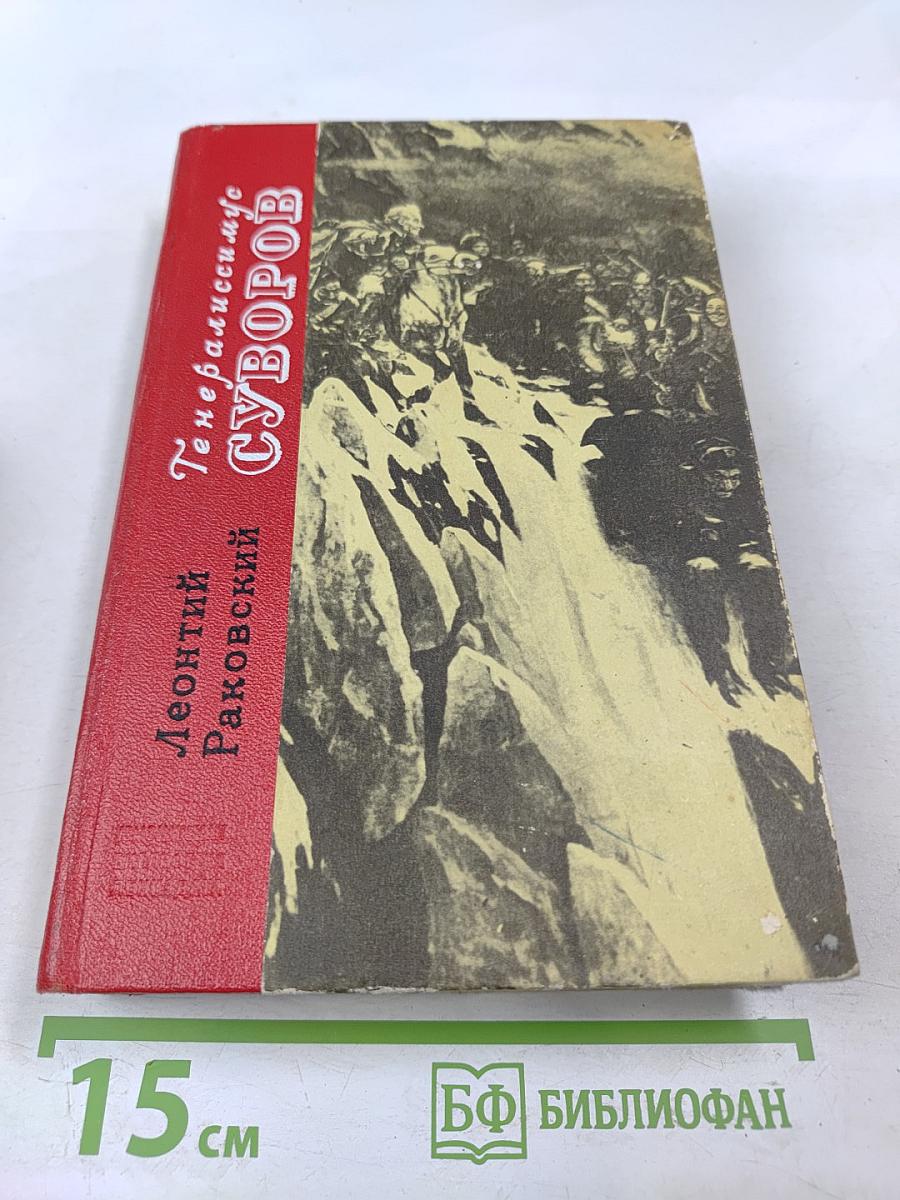 Генералиссимус
СУВОРОВ
Леонтий
Раковский
15 см
БФ БИБЛИОФАН